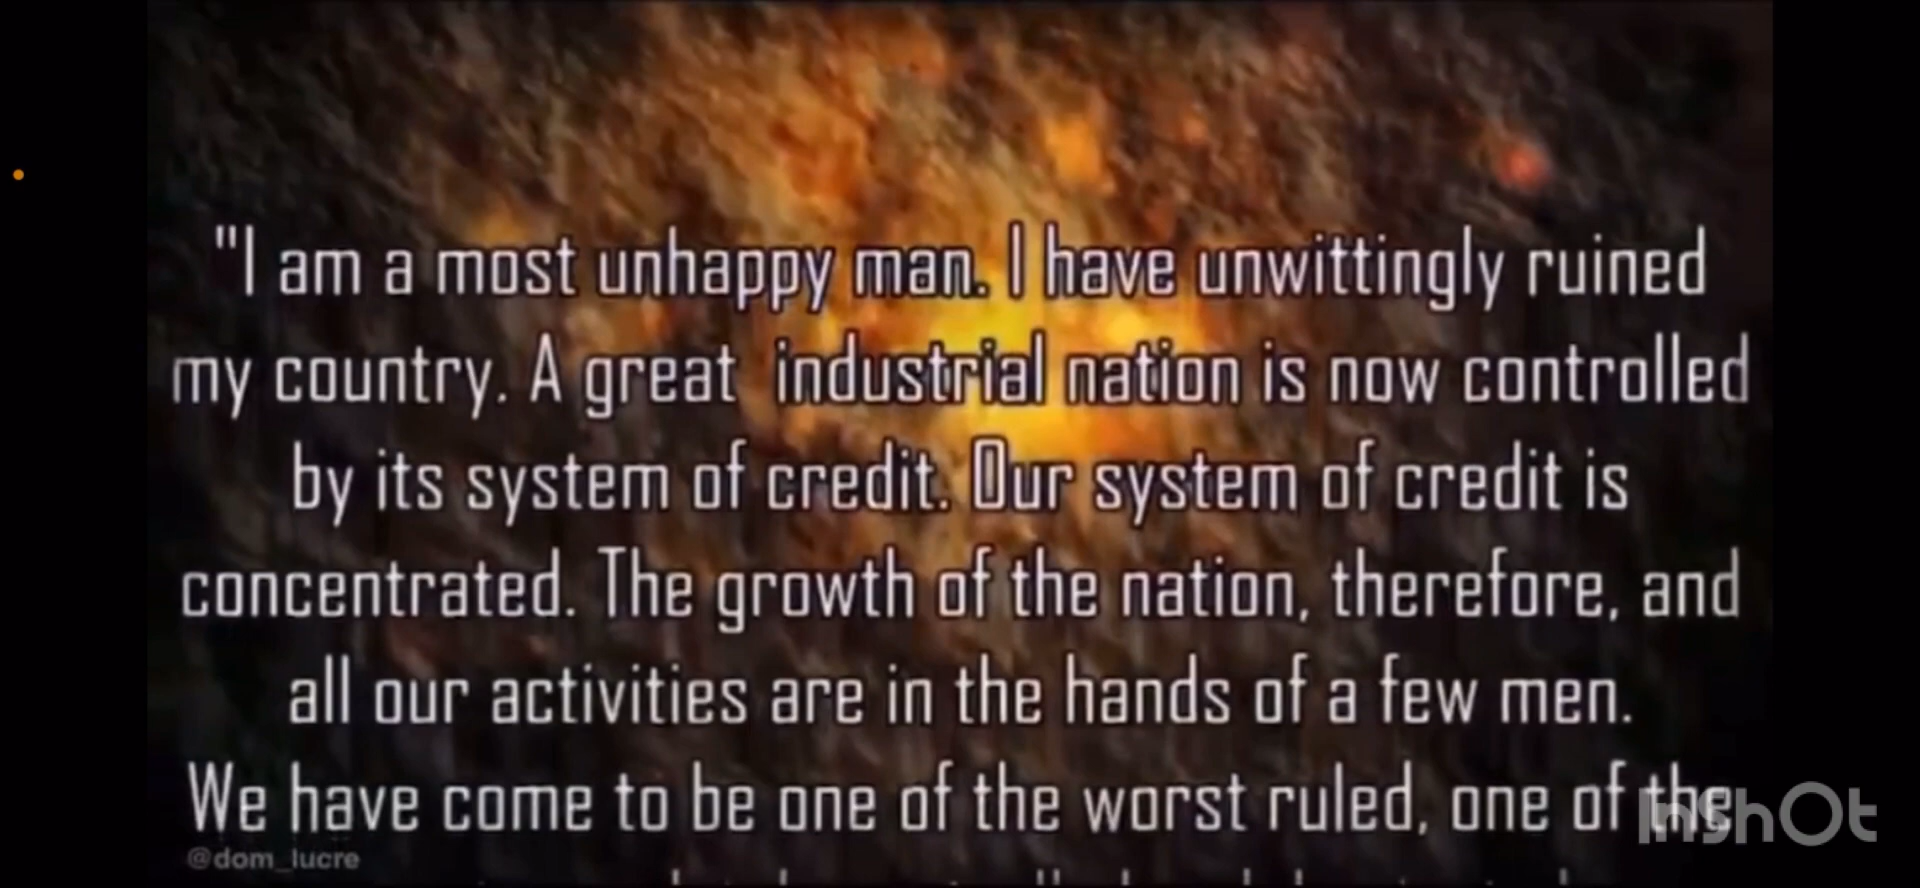 "I am a most unhappy man. I have unwittingly ruined
my country. A great industrial nation is now controlled
by its system of credit. Our system of credit is
concentrated. The growth of the nation, therefore, and
all our activities are in the hands of a few men.
We have come to be one of the worst ruled, one of the
InShOt
@dom_lucre